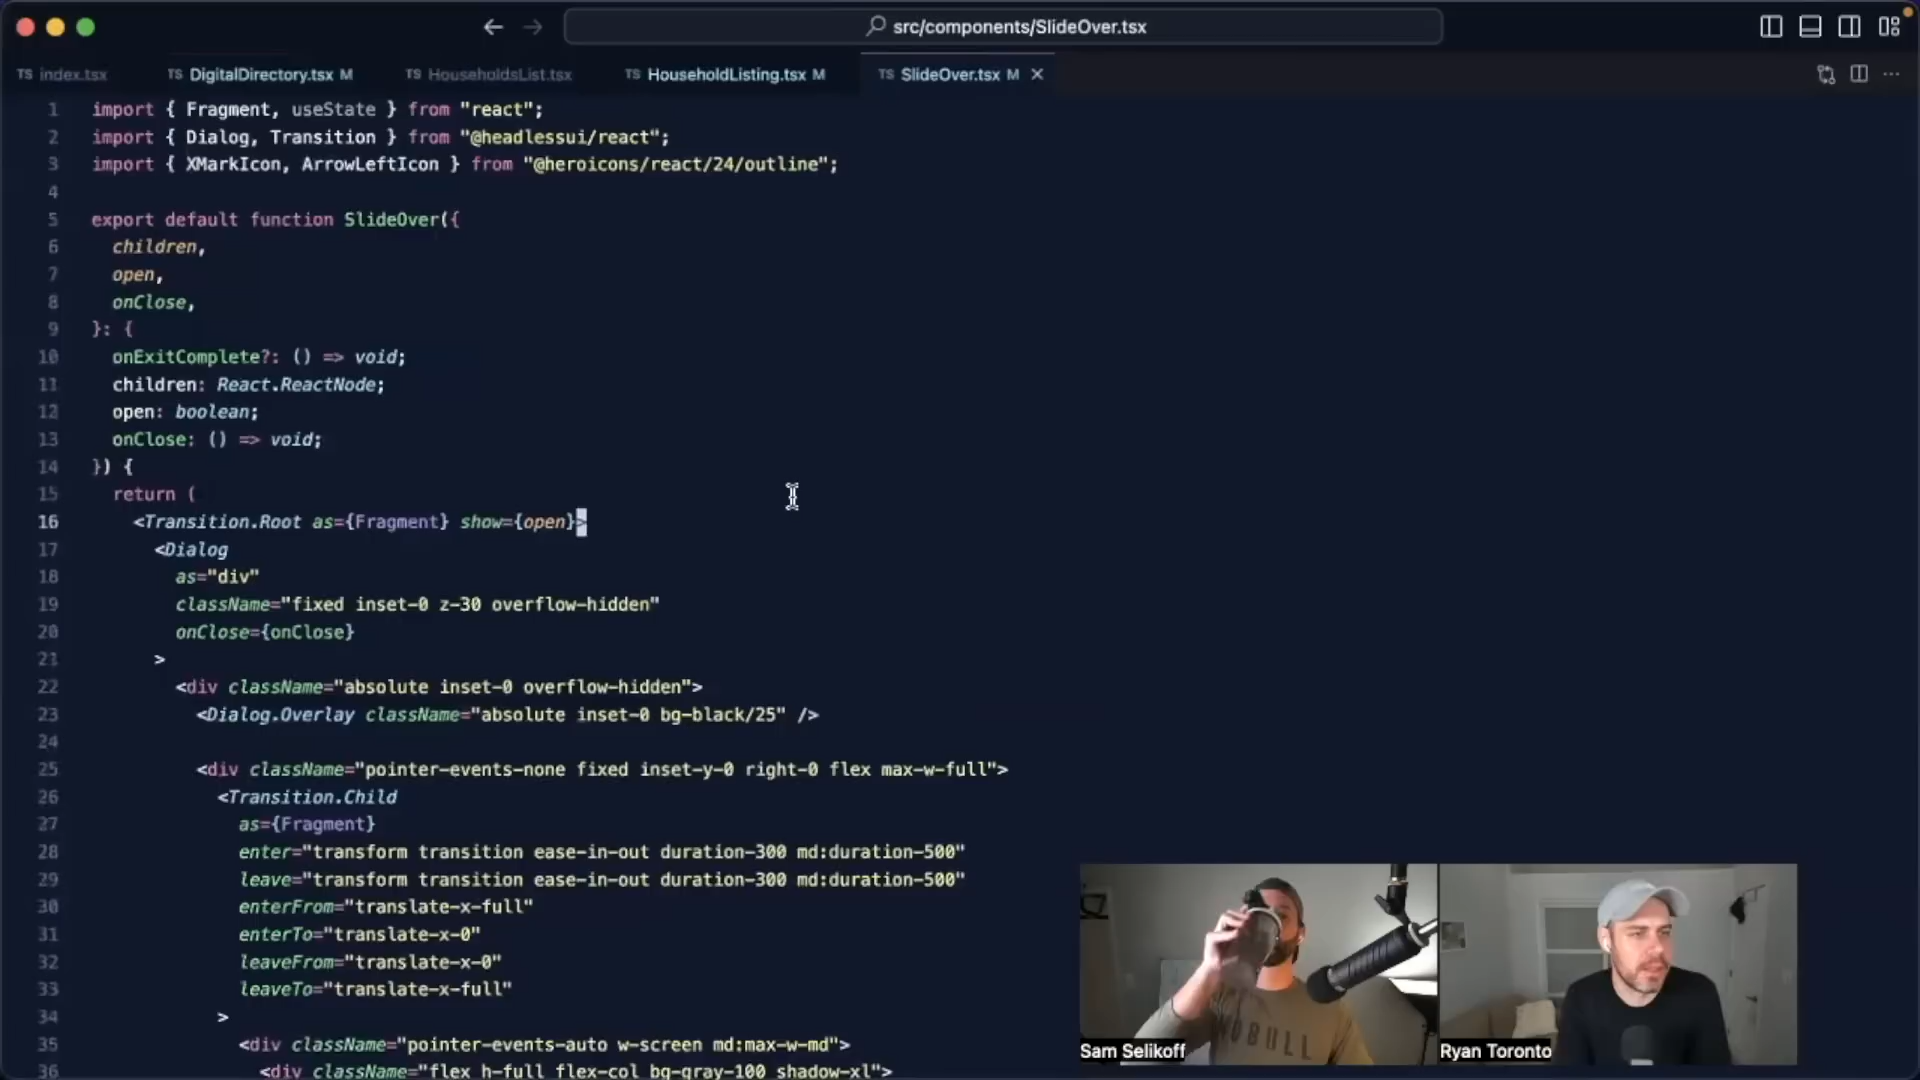 src/components/SlideOver.tsx
TS index.tsx TS DigitalDirectory.tsx M TS HouseholdsList.tsx TS HouseholdListing.tsx M TS SlideOver.tsx M
1 import { Fragment, useState } from "react";
2 import { Dialog, Transition } from "@headlessui/react";
3 import { XMarkIcon, ArrowLeftIcon } from "@heroicons/react/24/outline";
4
5 export default function SlideOver({
6 children,
7 open,
8 onClose,
9 }: {
10 onExitComplete?: () => void;
11 children: React.ReactNode;
12 open: boolean;
13 onClose: () => void;
14 }) {
15 return (
16 <Transition.Root as={Fragment} show={open}>
17 <Dialog
18 as="div"
19 className="fixed inset-0 z-30 overflow-hidden"
20 onClose={onClose}
21 >
22 <div className="absolute inset-0 overflow-hidden">
23 <Dialog.Overlay className="absolute inset-0 bg-black/25" />
24
25 <div className="pointer-events-none fixed inset-y-0 right-0 flex max-w-full">
26 <Transition.Child
27 as={Fragment}
28 enter="transform transition ease-in-out duration-300 md:duration-500"
29 leave="transform transition ease-in-out duration-300 md:duration-500"
30 enterFrom="translate-x-full"
31 enterTo="translate-x-0"
32 leaveFrom="translate-x-0"
33 leaveTo="translate-x-full"
34 >
35 <div className="pointer-events-auto w-screen md:max-w-md">
36 <div className="flex h-full flex-col bg-gray-100 shadow-xl">
Sam Selikoff
Ryan Toronto